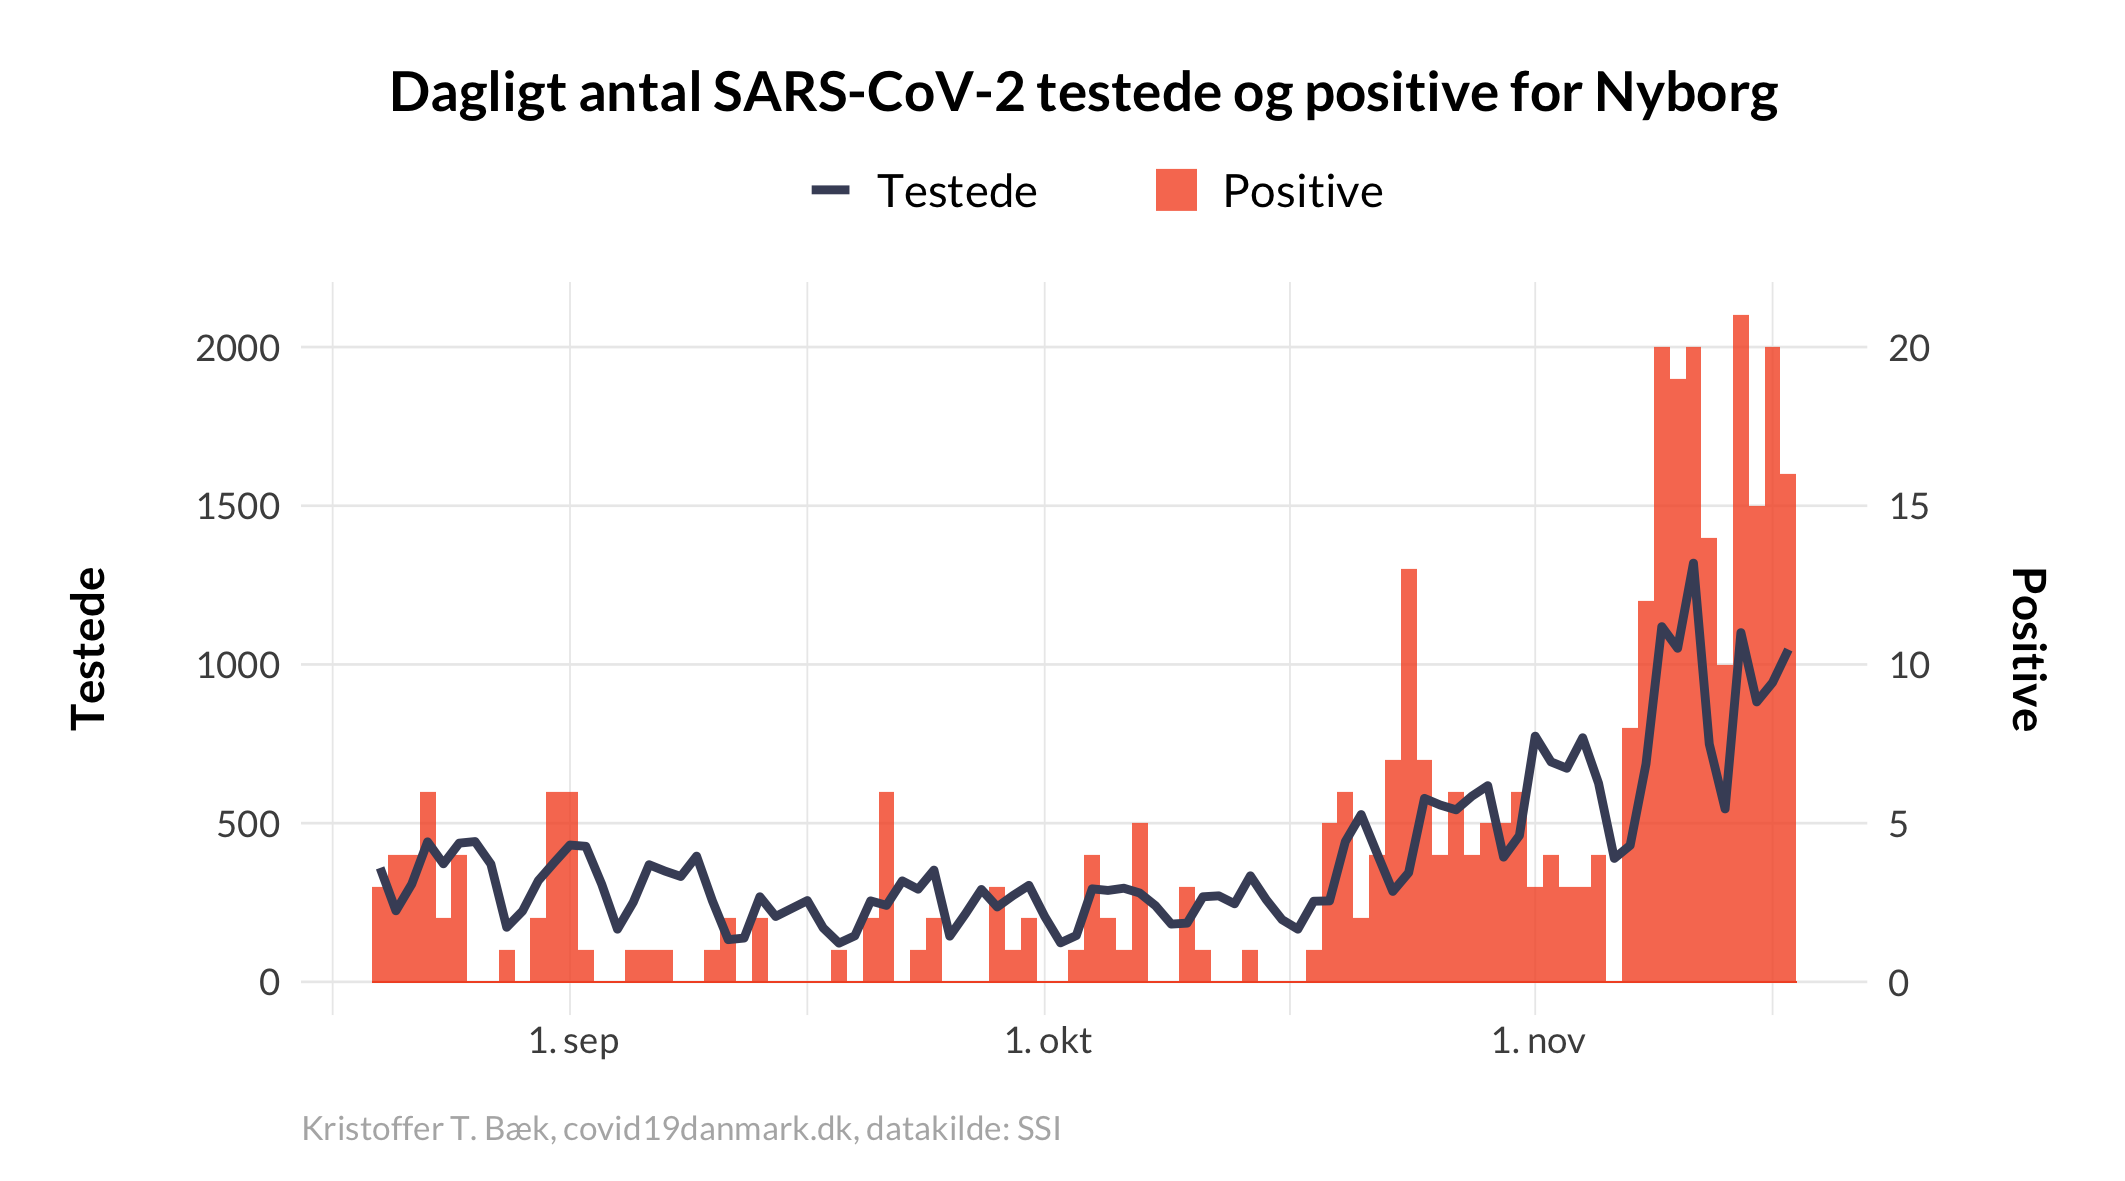 Dagligt antal SARS-CoV-2 testede og positive for Nyborg
Testede Positive
2000 20
1500 15
1000 10
500 5
0 0
Testede
Positive
1. sep 1. okt 1. nov
Kristoffer T. Bæk, covid19danmark.dk, datakilde: SSI